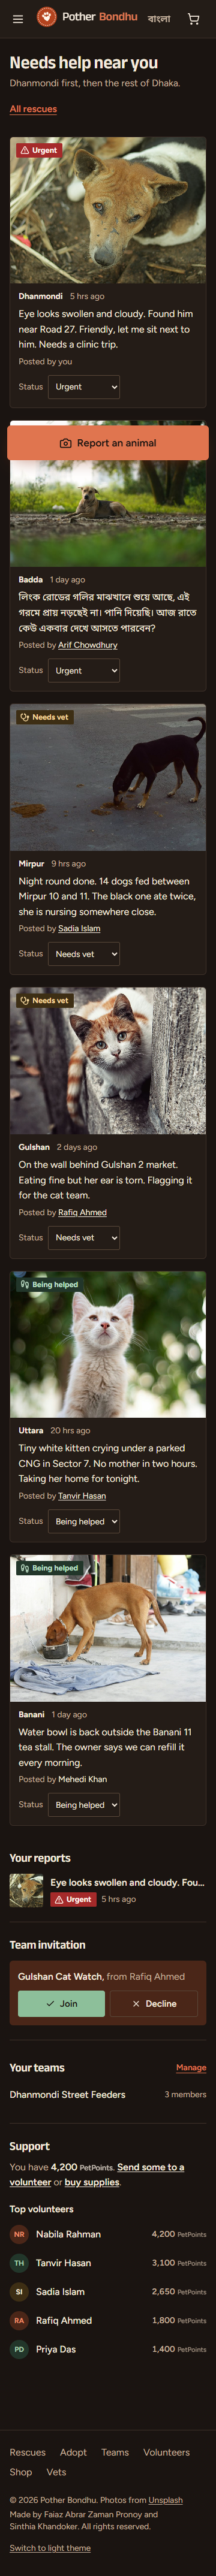 Pother Bondhu
বাংলা
Needs help near you
Dhanmondi first, then the rest of Dhaka.
All rescues
Urgent
Dhanmondi 5 hrs ago
Eye looks swollen and cloudy. Found him
near Road 27. Friendly, let me sit next to
him. Needs a clinic trip.
Posted by you
Status Urgent
Report an animal
Badda 1 day ago
লিংক রোডের গলির মাঝখানে শুয়ে আছে, এই
গরমে প্রায় নড়ছেই না। পানি দিয়েছি। আজ রাতে
কেউ একবার দেখে আসতে পারবেন?
Posted by Arif Chowdhury
Status Urgent
Needs vet
Mirpur 9 hrs ago
Night round done. 14 dogs fed between
Mirpur 10 and 11. The black one ate twice,
she is nursing somewhere close.
Posted by Sadia Islam
Status Needs vet
Needs vet
Gulshan 2 days ago
On the wall behind Gulshan 2 market.
Eating fine but her ear is torn. Flagging it
for the cat team.
Posted by Rafiq Ahmed
Status Needs vet
Being helped
Uttara 20 hrs ago
Tiny white kitten crying under a parked
CNG in Sector 7. No mother in two hours.
Taking her home for tonight.
Posted by Tanvir Hasan
Status Being helped
Being helped
Banani 1 day ago
Water bowl is back outside the Banani 11
tea stall. The owner says we can refill it
every morning.
Posted by Mehedi Khan
Status Being helped
Your reports
Eye looks swollen and cloudy. Fou...
Urgent 5 hrs ago
Team invitation
Gulshan Cat Watch, from Rafiq Ahmed
Join Decline
Your teams Manage
Dhanmondi Street Feeders 3 members
Support
You have 4,200 PetPoints. Send some to a
volunteer or buy supplies.
Top volunteers
NR Nabila Rahman 4,200 PetPoints
TH Tanvir Hasan 3,100 PetPoints
SI Sadia Islam 2,650 PetPoints
RA Rafiq Ahmed 1,800 PetPoints
PD Priya Das 1,400 PetPoints
Rescues Adopt Teams Volunteers
Shop Vets
© 2026 Pother Bondhu. Photos from Unsplash
Made by Faiaz Abrar Zaman Pronoy and
Sinthia Khandoker. All rights reserved.
Switch to light theme